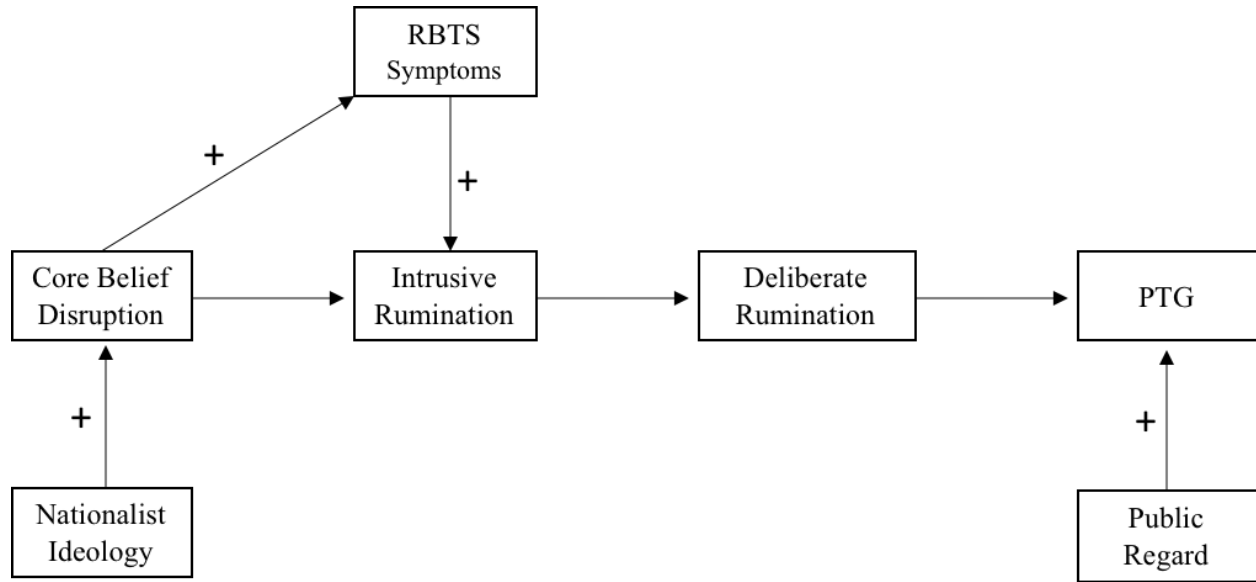 RBTS
Symptoms
+
+
Core Belief
Disruption
Intrusive
Rumination
Deliberate
Rumination
PTG
+
+
Nationalist
Ideology
Public
Regard